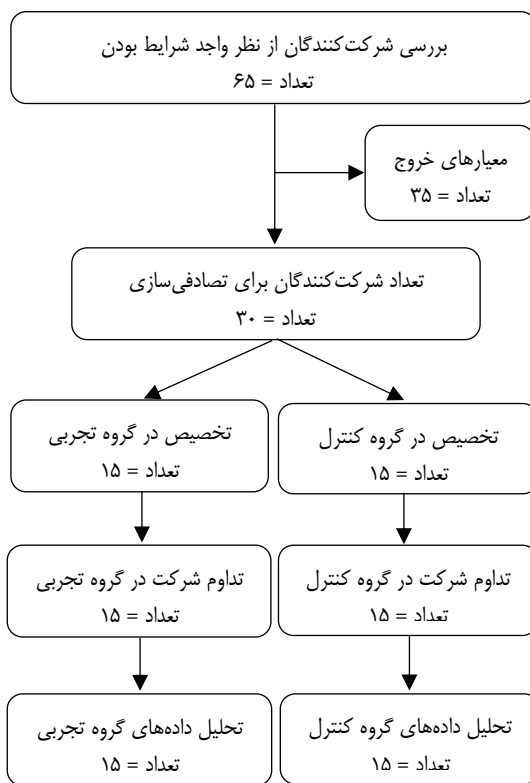 بررسی شرکت‌کنندگان از نظر واجد شرایط بودن
تعداد = ۶۵
معیارهای خروج
تعداد = ۳۵
تعداد شرکت‌کنندگان برای تصادفی‌سازی
تعداد = ۳۰
تخصیص در گروه کنترل
تعداد = ۱۵
تخصیص در گروه تجربی
تعداد = ۱۵
تداوم شرکت در گروه کنترل
تعداد = ۱۵
تداوم شرکت در گروه تجربی
تعداد = ۱۵
تحلیل داده‌های گروه کنترل
تعداد = ۱۵
تحلیل داده‌های گروه تجربی
تعداد = ۱۵